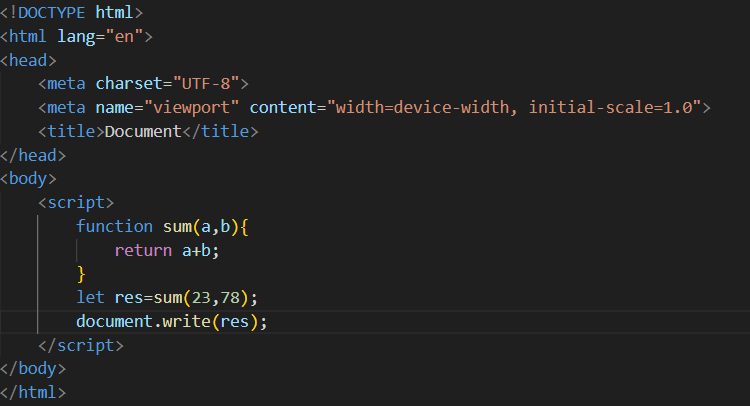 <!DOCTYPE html>
<html lang="en">
<head>
    <meta charset="UTF-8">
    <meta name="viewport" content="width=device-width, initial-scale=1.0">
    <title>Document</title>
</head>
<body>
    <script>
        function sum(a,b){
            return a+b;
        }
        let res=sum(23,78);
        document.write(res);
    </script>
</body>
</html>